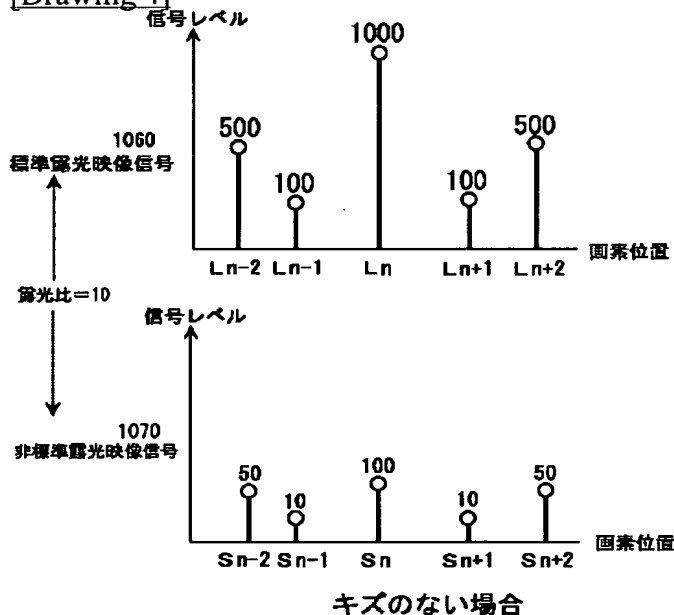 [Drawing 4]
信号レベル
1000
500
500
100
100
1060
標準露光映像信号
画素位置
Ln-2 Ln-1 Ln Ln+1 Ln+2
露光比=10
信号レベル
1070
非標準露光映像信号
50
10
100
10
50
画素位置
Sn-2 Sn-1 Sn Sn+1 Sn+2
キズのない場合